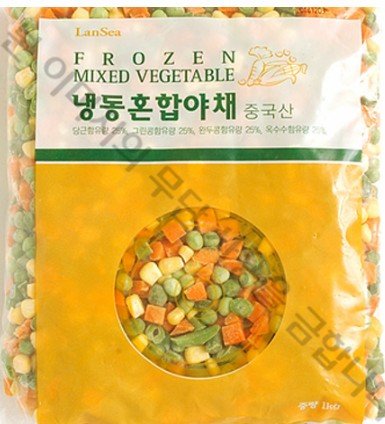 LanSea
FROZEN
MIXED VEGETABLE
냉동혼합야채 중국산
당근함유량 25%, 그린콩함유량 25%, 완두콩함유량 25%, 옥수수함유량 25%
중량